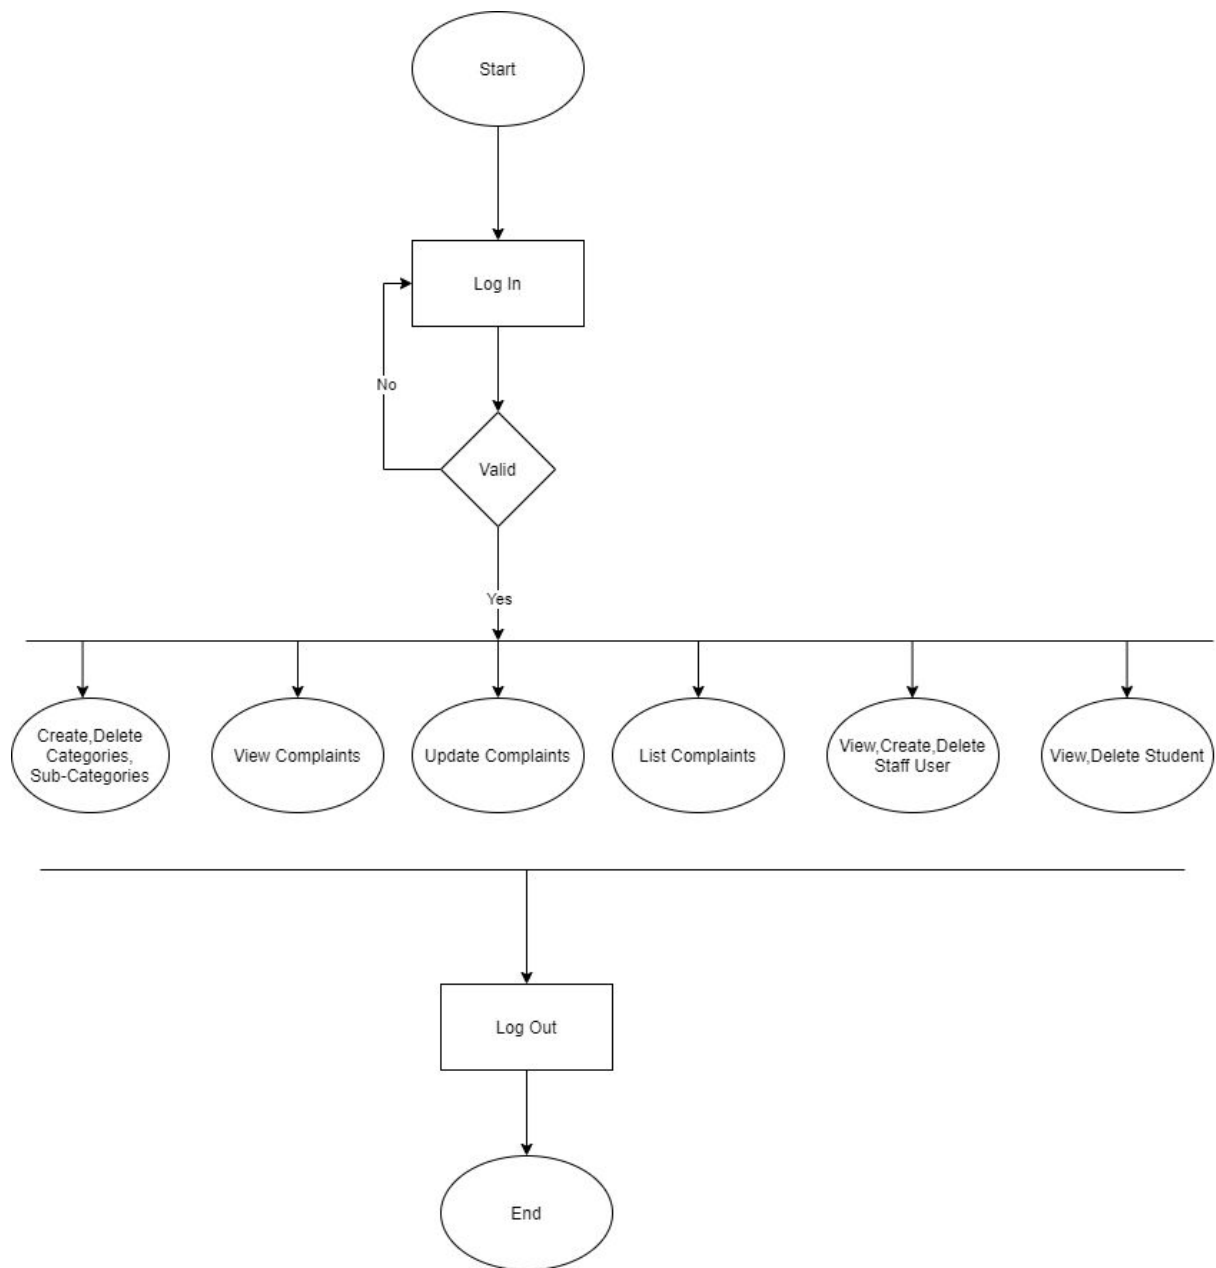 Start
Log In
No
Valid
Yes
Create,Delete
Categories,
Sub-Categories
View Complaints
Update Complaints
List Complaints
View,Create,Delete
Staff User
View,Delete Student
Log Out
End